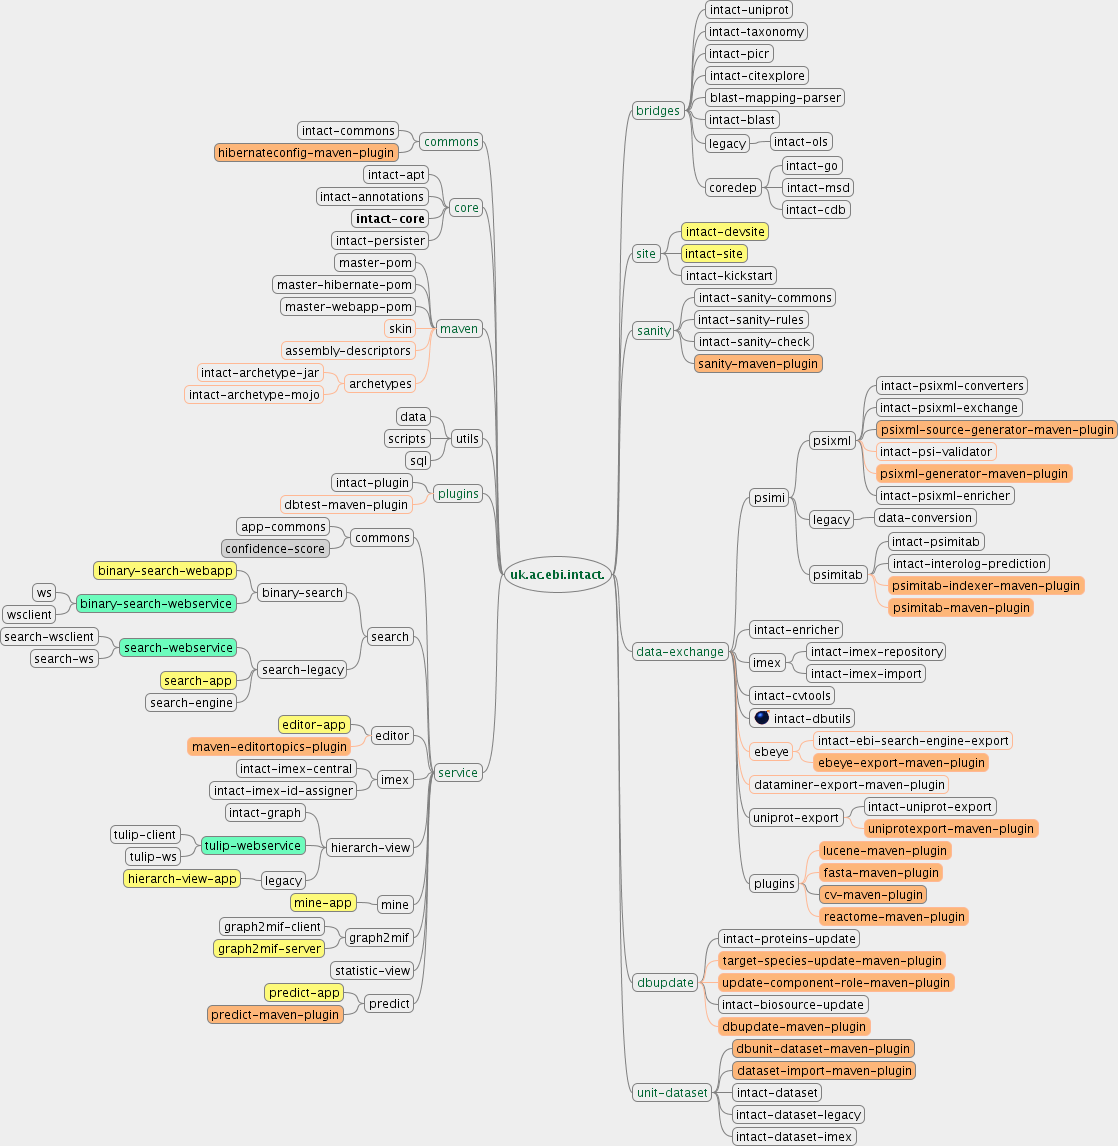 uk.ac.ebi.intact.
commons
intact-commons
hibernateconfig-maven-plugin
core
intact-apt
intact-annotations
intact-core
intact-persister
maven
master-pom
master-hibernate-pom
master-webapp-pom
skin
assembly-descriptors
archetypes
intact-archetype-jar
intact-archetype-mojo
utils
data
scripts
sql
plugins
intact-plugin
dbtest-maven-plugin
service
commons
app-commons
confidence-score
search
binary-search
binary-search-webapp
binary-search-webservice
ws
wsclient
search-legacy
search-webservice
search-wsclient
search-ws
search-app
search-engine
editor
editor-app
maven-editortopics-plugin
imex
intact-imex-central
intact-imex-id-assigner
hierarch-view
intact-graph
tulip-webservice
tulip-client
tulip-ws
legacy
hierarch-view-app
mine
mine-app
graph2mif
graph2mif-client
graph2mif-server
statistic-view
predict
predict-app
predict-maven-plugin
bridges
intact-uniprot
intact-taxonomy
intact-picr
intact-citexplore
blast-mapping-parser
intact-blast
legacy
intact-ols
coredep
intact-go
intact-msd
intact-cdb
site
intact-devsite
intact-site
intact-kickstart
sanity
intact-sanity-commons
intact-sanity-rules
intact-sanity-check
sanity-maven-plugin
data-exchange
psimi
psixml
intact-psixml-converters
intact-psixml-exchange
psixml-source-generator-maven-plugin
intact-psi-validator
psixml-generator-maven-plugin
intact-psixml-enricher
legacy
data-conversion
psimitab
intact-psimitab
intact-interolog-prediction
psimitab-indexer-maven-plugin
psimitab-maven-plugin
intact-enricher
imex
intact-imex-repository
intact-imex-import
intact-cvtools
intact-dbutils
ebeye
intact-ebi-search-engine-export
ebeye-export-maven-plugin
dataminer-export-maven-plugin
uniprot-export
intact-uniprot-export
uniprotexport-maven-plugin
plugins
lucene-maven-plugin
fasta-maven-plugin
cv-maven-plugin
reactome-maven-plugin
dbupdate
intact-proteins-update
target-species-update-maven-plugin
update-component-role-maven-plugin
intact-biosource-update
dbupdate-maven-plugin
unit-dataset
dbunit-dataset-maven-plugin
dataset-import-maven-plugin
intact-dataset
intact-dataset-legacy
intact-dataset-imex